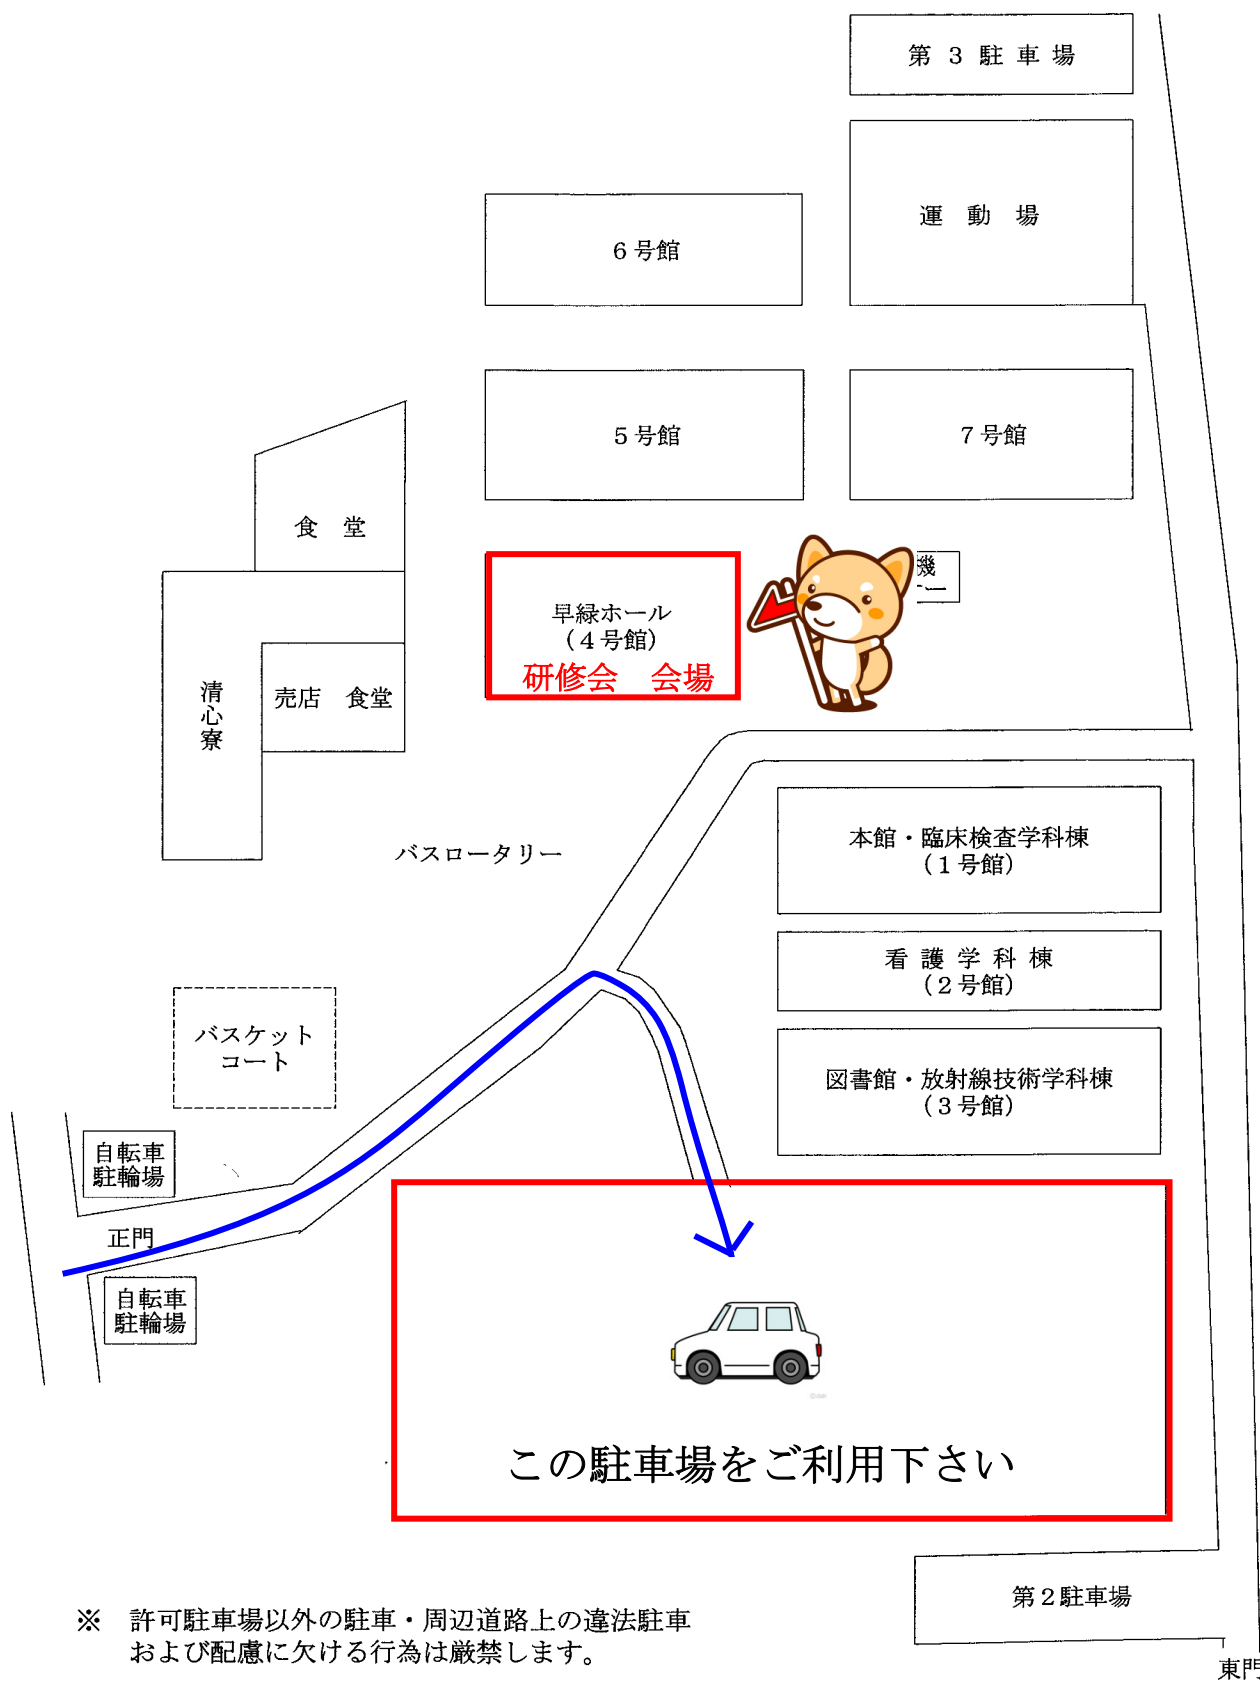 第３駐車場
運動場
６号館
５号館
７号館
食堂
機
ー
早緑ホール
（４号館）
研修会　会場
清心寮
売店　食堂
バスロータリー
本館・臨床検査学科棟
（１号館）
看護学科棟
（２号館）
バスケット
コート
図書館・放射線技術学科棟
（３号館）
自転車
駐輪場
正門
自転車
駐輪場
この駐車場をご利用下さい
第２駐車場
※　許可駐車場以外の駐車・周辺道路上の違法駐車
および配慮に欠ける行為は厳禁します。
東門